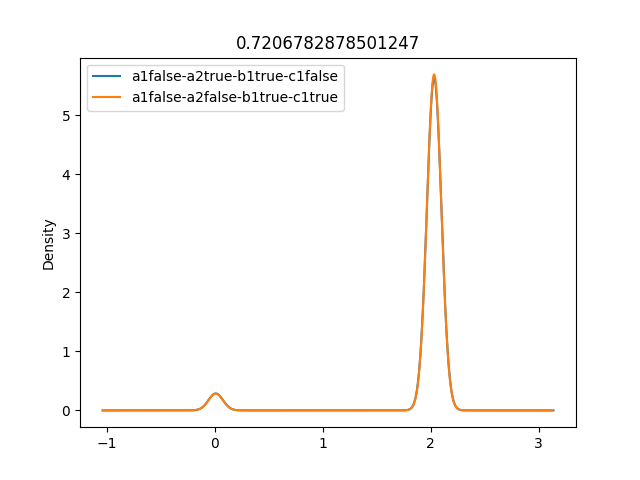 0.7206782878501247
a1false-a2true-b1true-c1false
a1false-a2false-b1true-c1true
Density
5
4
3
2
1
0
−1 0 1 2 3